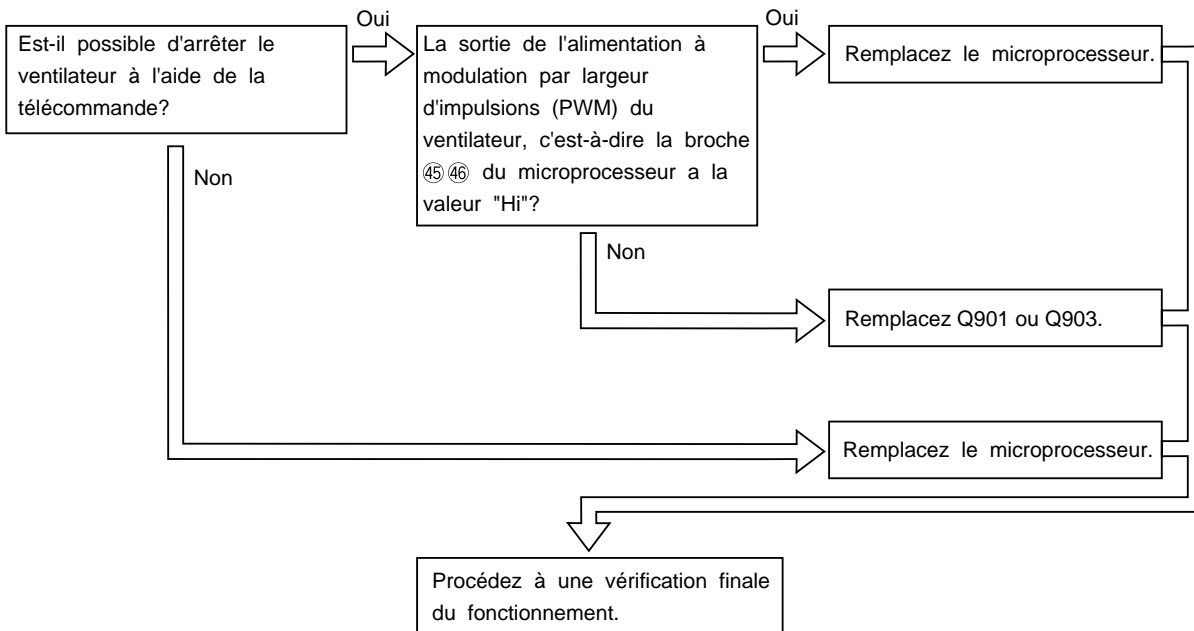 Oui
Est-il possible d'arrêter le
ventilateur à l'aide de la
télécommande?
Oui
La sortie de l'alimentation à
modulation par largeur
d'impulsions (PWM) du
ventilateur, c'est-à-dire la broche
㊺㊻ du microprocesseur a la
valeur "Hi"?
Remplacez le microprocesseur.
Non
Non
Remplacez Q901 ou Q903.
Remplacez le microprocesseur.
Procédez à une vérification finale
du fonctionnement.